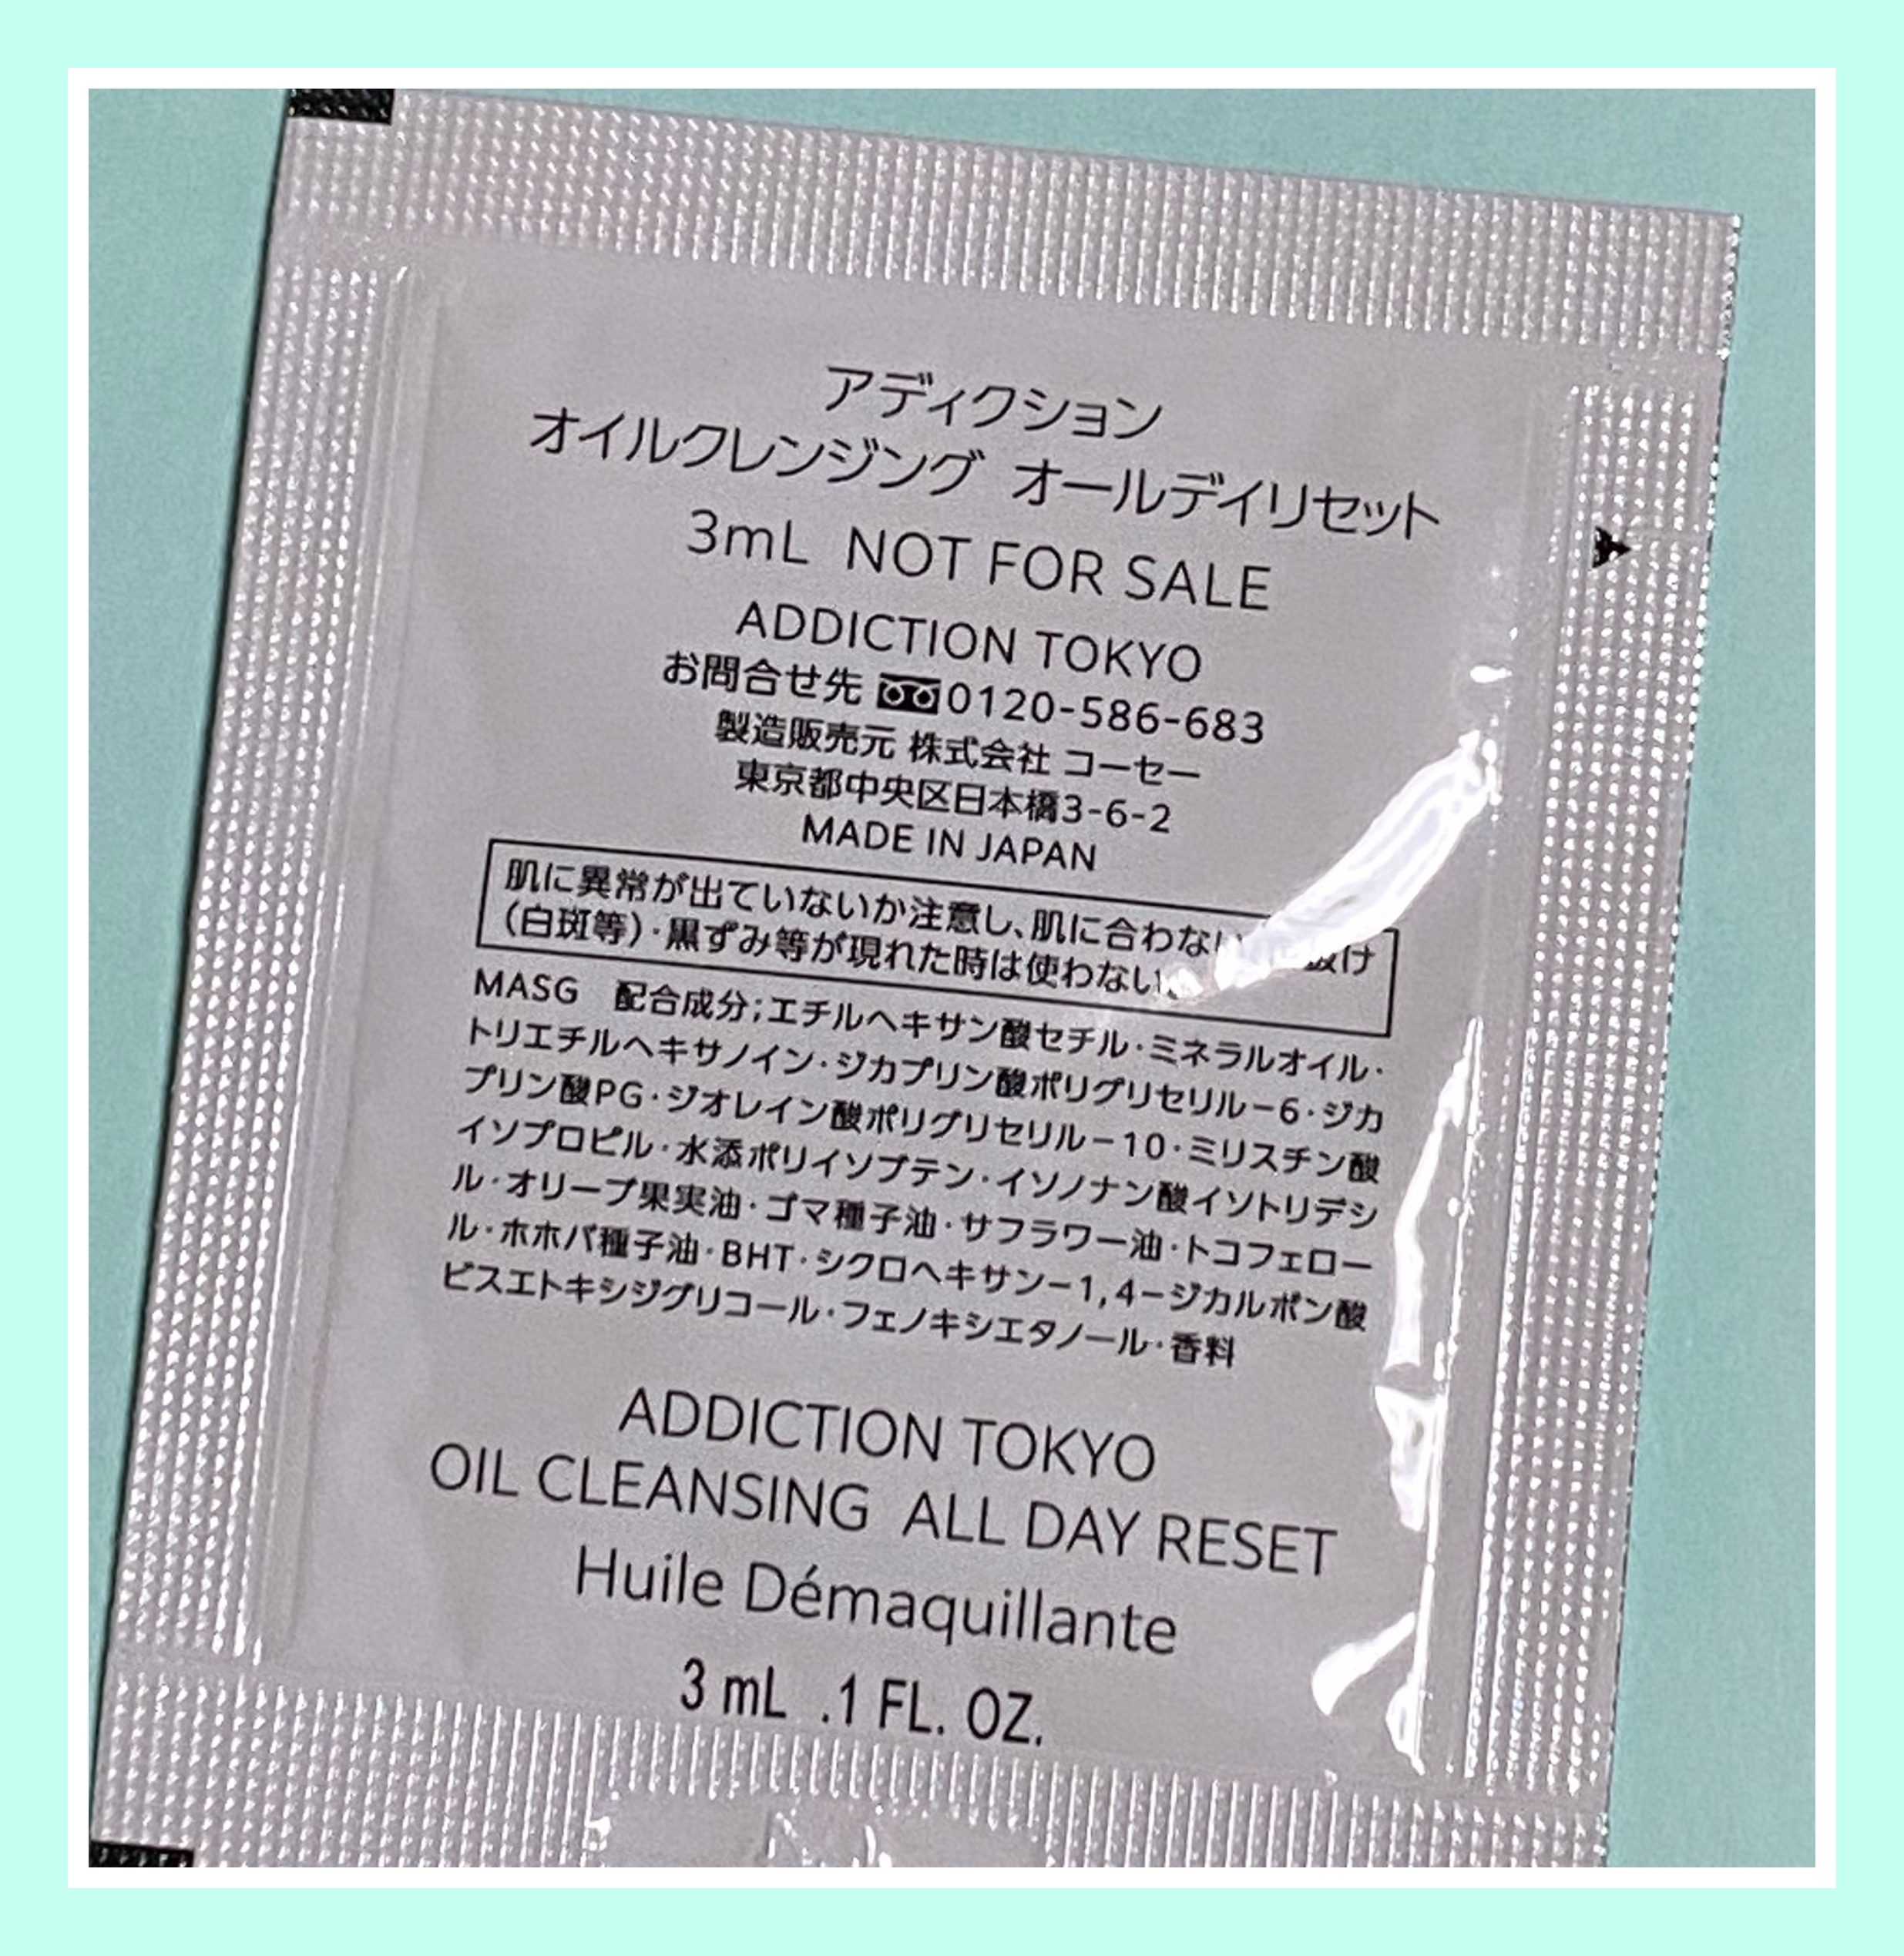 アディクション
オイルクレンジング オールデイリセット
3mL NOT FOR SALE
ADDICTION TOKYO
お問合せ先 0120-586-683
製造販売元 株式会社 コーセー
東京都中央区日本橋3-6-2
MADE IN JAPAN
肌に異常が出ていないか注意し、肌に合わない 抜け
(白斑等)・黒ずみ等が現れた時は使わない
MASG 配合成分;エチルヘキサン酸セチル・ミネラルオイル・
トリエチルヘキサノイン・ジカプリン酸ポリグリセリル-6・ジカ
プリン酸PG・ジオレイン酸ポリグリセリル-10・ミリスチン酸
イソプロピル・水添ポリイソブテン・イソノナン酸イソトリデシ
ル・オリーブ果実油・ゴマ種子油・サフラワー油・トコフェロー
ル・ホホバ種子油・BHT・シクロヘキサン-1,4-ジカルボン酸
ビスエトキシジグリコール・フェノキシエタノール・香料
ADDICTION TOKYO
OIL CLEANSING ALL DAY RESET
Huile Démaquillante
3 mL .1 FL. OZ.